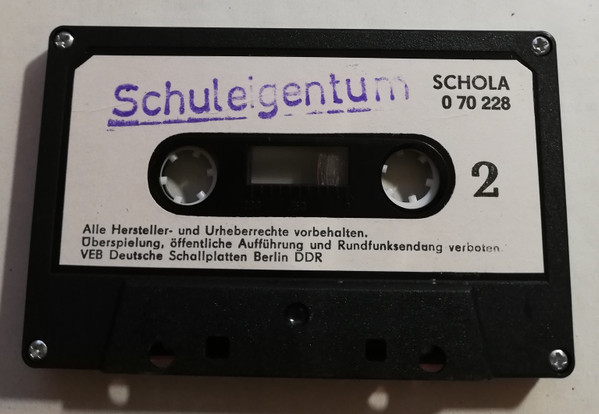 Schuleigentum
SCHOLA
0 70 228
2
Alle Hersteller- und Urheberrechte vorbehalten.
Überspielung, öffentliche Aufführung und Rundfunksendang verboten.
VEB Deutsche Schallplatten Berlin DDR